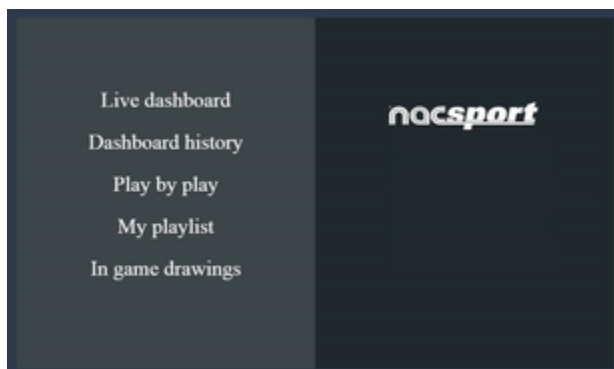 Live dashboard
Dashboard history
Play by play
My playlist
In game drawings
nacsport